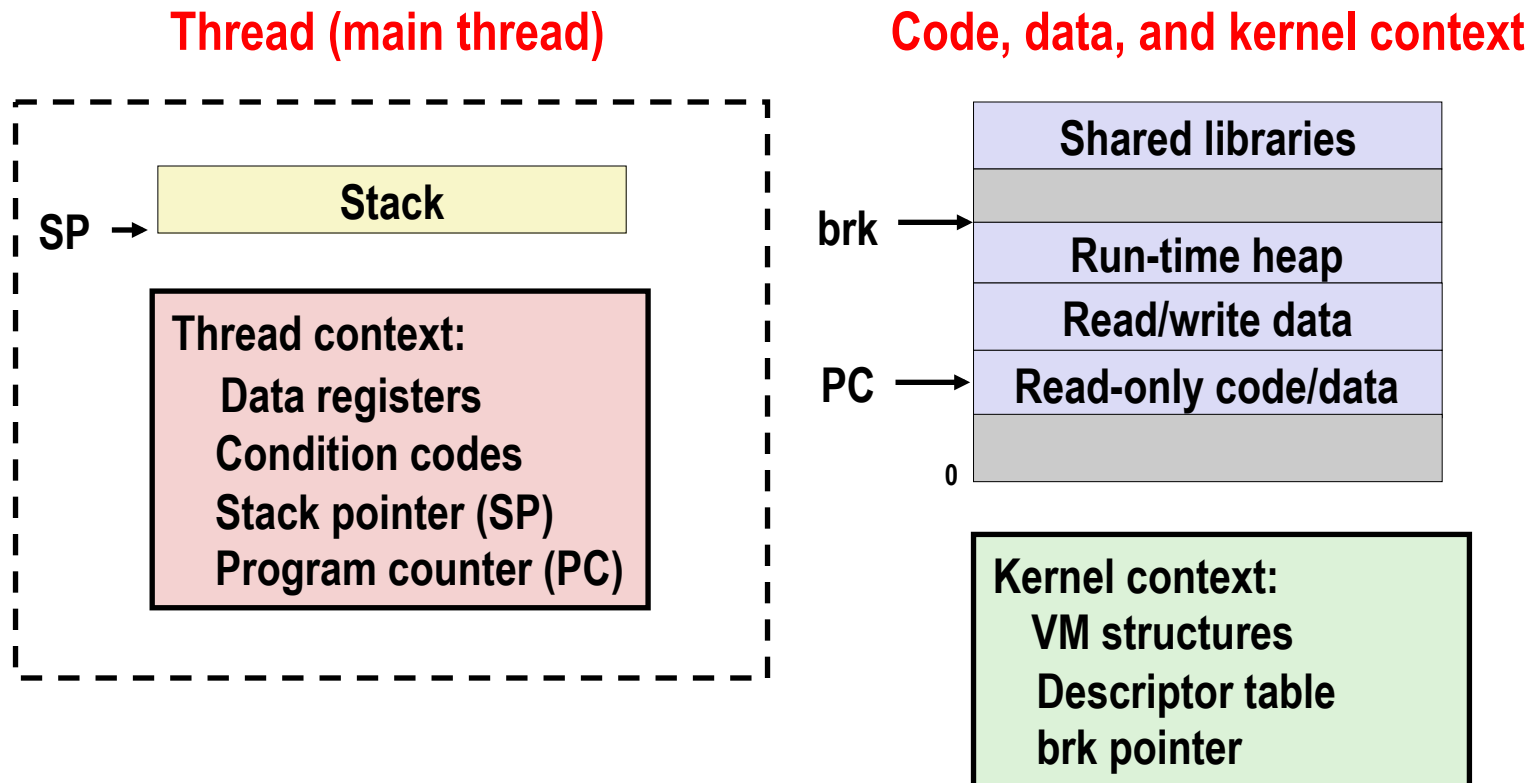 Thread (main thread)
Stack
SP
Thread context:
Data registers
Condition codes
Stack pointer (SP)
Program counter (PC)
Code, data, and kernel context
Shared libraries
brk
Run-time heap
Read/write data
PC
Read-only code/data
0
Kernel context:
VM structures
Descriptor table
brk pointer